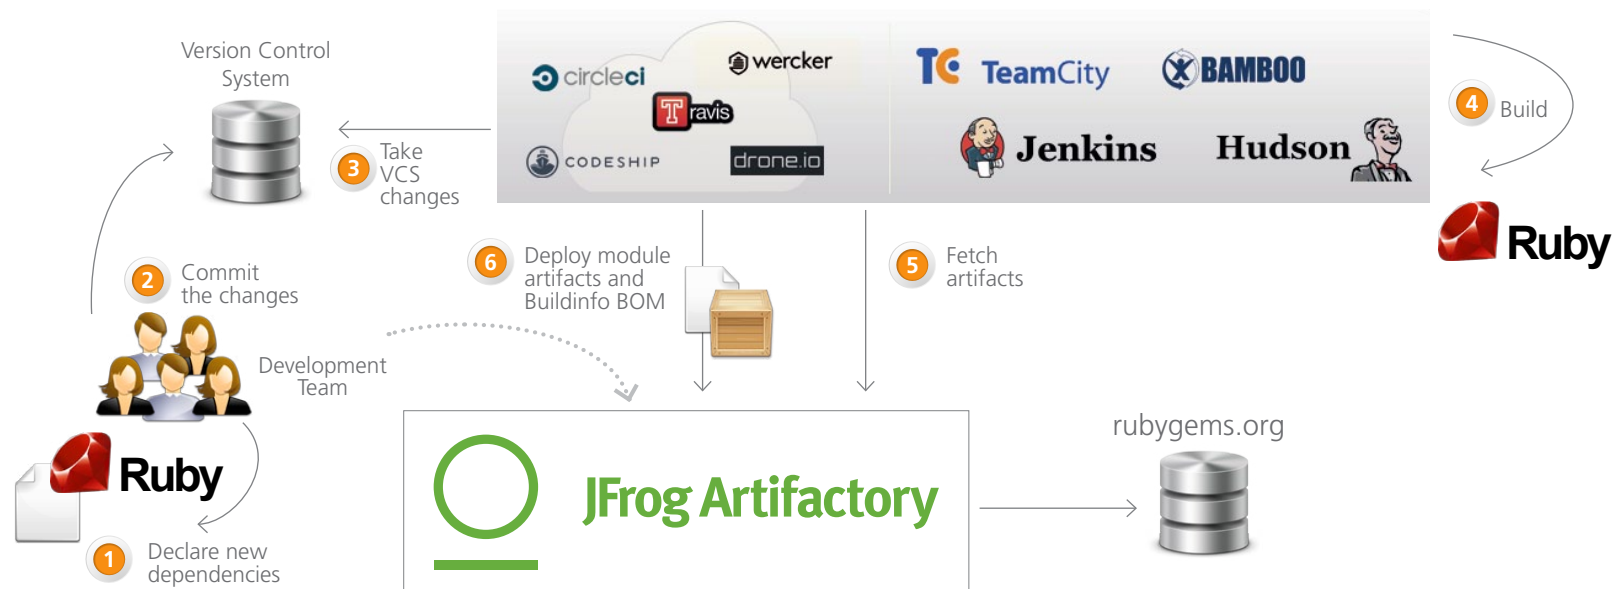 Version Control
System
circleci
wercker
Travis
CODESHIP
drone.io
TC TeamCity
BAMBOO
Jenkins
Hudson
4 Build
3 Take
VCS
changes
Ruby
2 Commit
the changes
6 Deploy module
artifacts and
Buildinfo BOM
5 Fetch
artifacts
Development
Team
Ruby
1 Declare new
dependencies
JFrog Artifactory
rubygems.org